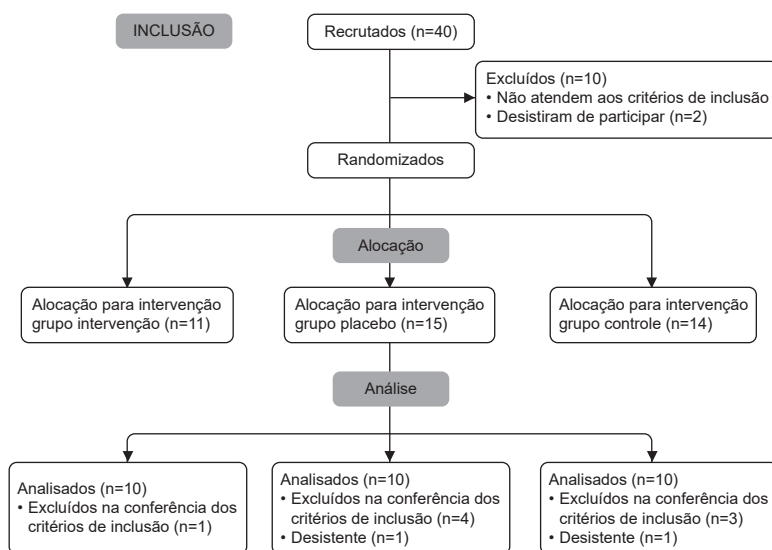 INCLUSÃO
Recrutados (n=40)
Excluídos (n=10)
• Não atendem aos critérios de inclusão
• Desistiram de participar (n=2)
Randomizados
Alocação
Alocação para intervenção
grupo intervenção (n=11)
Alocação para intervenção
grupo placebo (n=15)
Alocação para intervenção
grupo controle (n=14)
Análise
Analisados (n=10)
• Excluídos na conferência dos
critérios de inclusão (n=1)
Analisados (n=10)
• Excluídos na conferência dos
critérios de inclusão (n=4)
• Desistente (n=1)
Analisados (n=10)
• Excluídos na conferência dos
critérios de inclusão (n=3)
• Desistente (n=1)